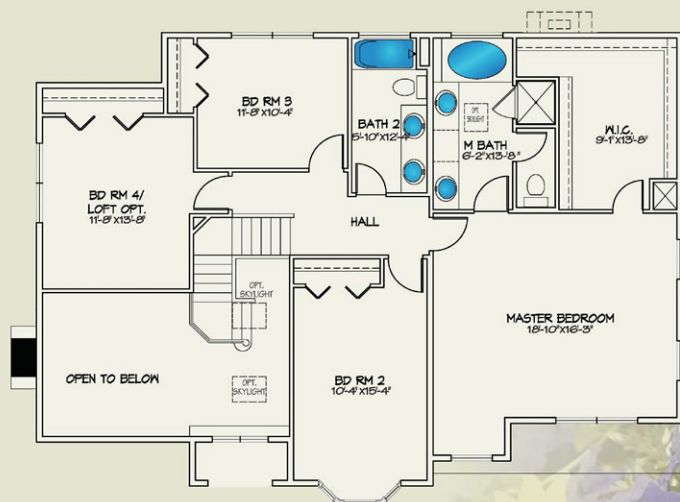 BD RM 3
11'-8"x10'-4"
BATH 2
5'-10"x12'-4"
OPT.
SKYLIGHT
M BATH
6'-2"x13'-8"
W.I.C.
9'-1"x13'-8"
BD RM 4/
LOFT OPT.
11'-8"x13'-8"
HALL
OPT.
SKYLIGHT
MASTER BEDROOM
18'-10"x16'-3"
OPEN TO BELOW
OPT.
SKYLIGHT
BD RM 2
10'-4"x15'-4"